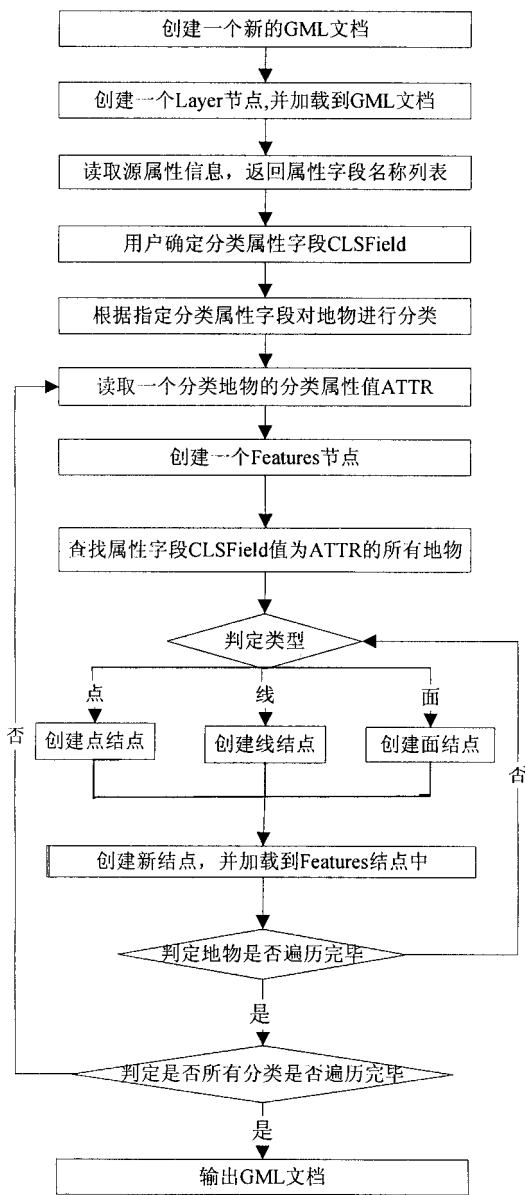 创建一个新的GML文档
创建一个Layer节点,并加载到GML文档
读取源属性信息，返回属性字段名称列表
用户确定分类属性字段CLSField
根据指定分类属性字段对地物进行分类
读取一个分类地物的分类属性值ATTR
创建一个Features节点
查找属性字段CLSField值为ATTR的所有地物
判定类型
点
线
面
创建点结点
创建线结点
创建面结点
否
否
创建新结点，并加载到Features结点中
判定地物是否遍历完毕
是
判定是否所有分类是否遍历完毕
是
输出GML文档